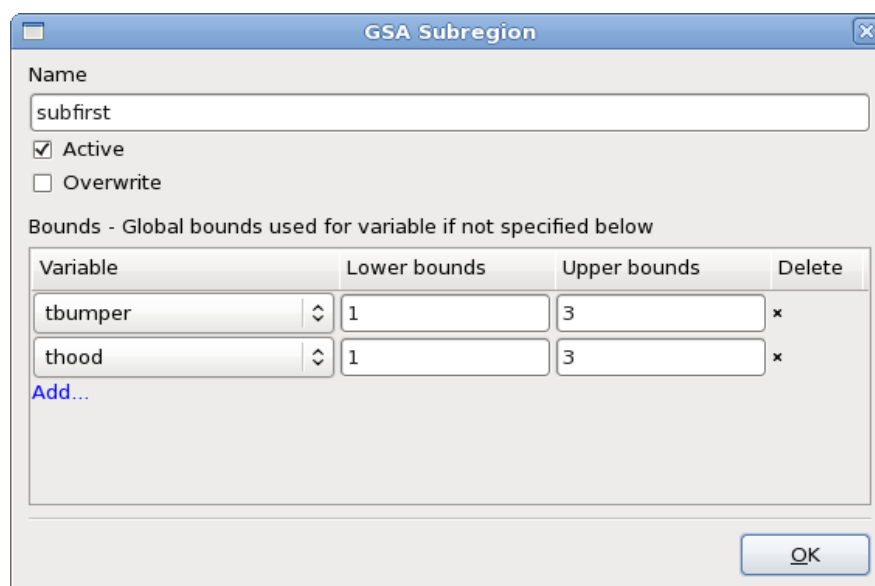 GSA Subregion
Name
subfirst
Active
Overwrite
Bounds - Global bounds used for variable if not specified below
Variable Lower bounds Upper bounds Delete
tbumper 1 3 ×
thood 1 3 ×
Add...
OK